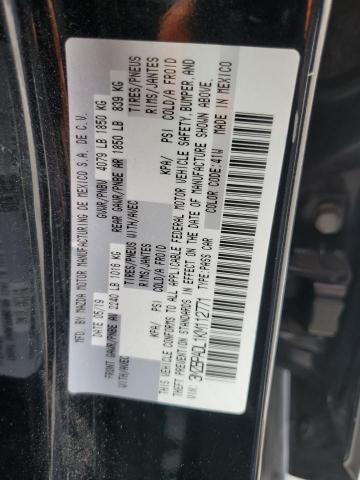 MFD. BY MAZDA MOTOR MANUFACTURING DE MEXICO S.A. DE C.V.
DATE 05/19 GVWR/PNBV 4079 LB 1850 KG
FRONT GAWR/PNBE AV 2240 LB 1016 KG REAR GAWR/PNBE AR 1850 LB 839 KG
WITH/AVEC TIRES/PNEUS WITH/AVEC TIRES/PNEUS
RIMS/JANTES RIMS/JANTES
KPA/ PSI COLD/A FROID KPA/ PSI COLD/A FROID
THIS VEHICLE CONFORMS TO ALL APPLICABLE FEDERAL MOTOR VEHICLE SAFETY, BUMPER, AND
THEFT PREVENTION STANDARDS IN EFFECT ON THE DATE OF MANUFACTURE SHOWN ABOVE.
TYPE:PASS CAR COLOR CODE:41W MADE IN MEXICO
VIN: